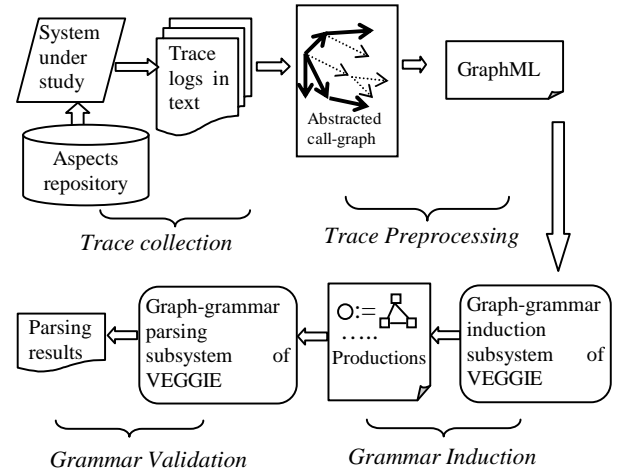 System
under
study
Trace
logs in
text
Abstracted
call-graph
GraphML
Aspects
repository
Trace collection
Trace Preprocessing
Parsing
results
Graph-grammar
parsing
subsystem of
VEGGIE
:=
.....
Productions
Graph-grammar
induction
subsystem of
VEGGIE
Grammar Validation
Grammar Induction